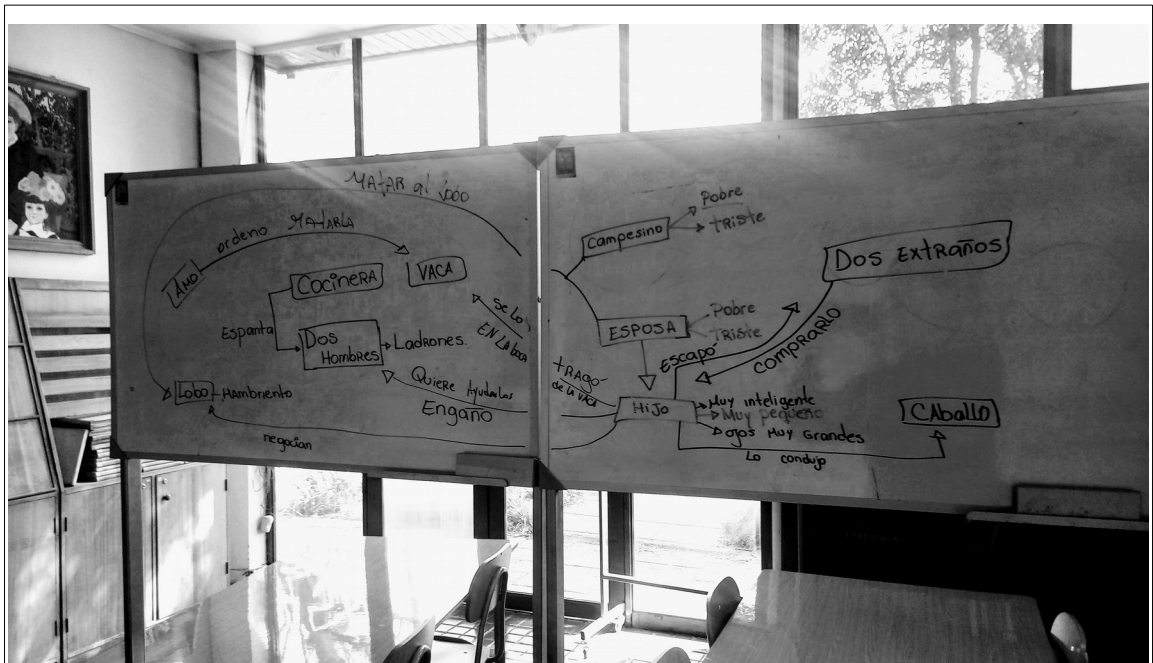 MATAR al lobo
ordeno MATARLA
AMO
COCINERA
VACA
Espanta
DOS
HOMBRES
LADRONES.
SE LO
EN LA BOCA
Lobo
HAMBRIENTO
Quiere Ayudarlos
Engaño
negocian
Campesino
Pobre
TRISTE
DOS EXTRAÑOS
ESPOSA
Pobre
TRISTE
ESCAPÓ
COMPRARLO
TRAGÓ
de la VACA
HIJO
Muy inteligente
Muy pequeño
Ojos Muy Grandes
CABALLO
Lo condujo